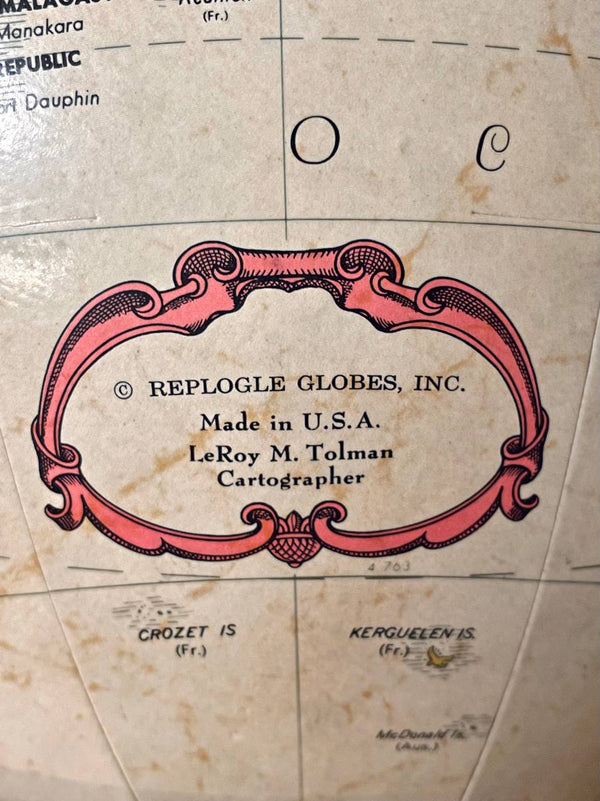 MALAGASY
(Fr.)
Manakara
REPUBLIC
Dauphin
O C
© REPLOGLE GLOBES, INC.
Made in U.S.A.
LeRoy M. Tolman
Cartographer
4 763
CROZET IS
(Fr.)
KERGUELEN IS.
(Fr.)
McDonald Is.
(Aus.)